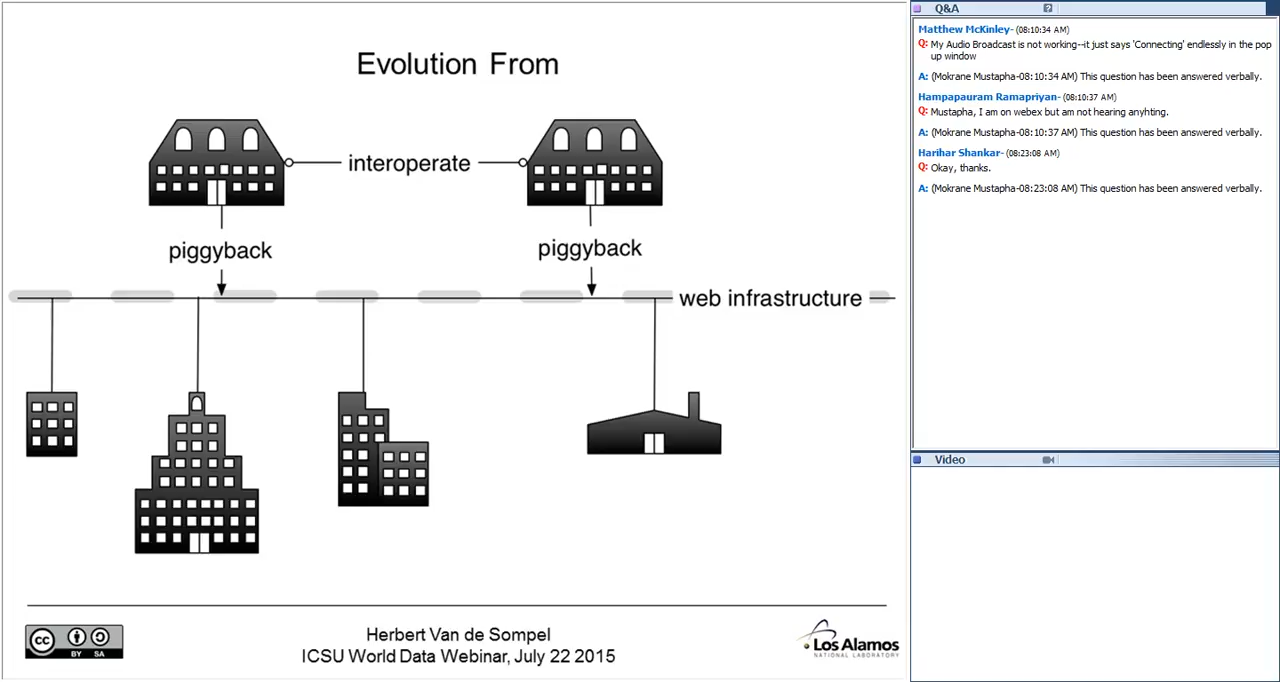 Evolution From
interoperate
piggyback
piggyback
web infrastructure
cc
BY SA
Herbert Van de Sompel
ICSU World Data Webinar, July 22 2015
Los Alamos
NATIONAL LABORATORY
Q&A
?
Matthew McKinley- (08:10:34 AM)
Q: My Audio Broadcast is not working--it just says 'Connecting' endlessly in the pop
up window
A: (Mokrane Mustapha-08:10:34 AM) This question has been answered verbally.
Hampapauram Ramapriyan- (08:10:37 AM)
Q: Mustapha, I am on webex but am not hearing anyhting.
A: (Mokrane Mustapha-08:10:37 AM) This question has been answered verbally.
Harihar Shankar- (08:23:08 AM)
Q: Okay, thanks.
A: (Mokrane Mustapha-08:23:08 AM) This question has been answered verbally.
Video